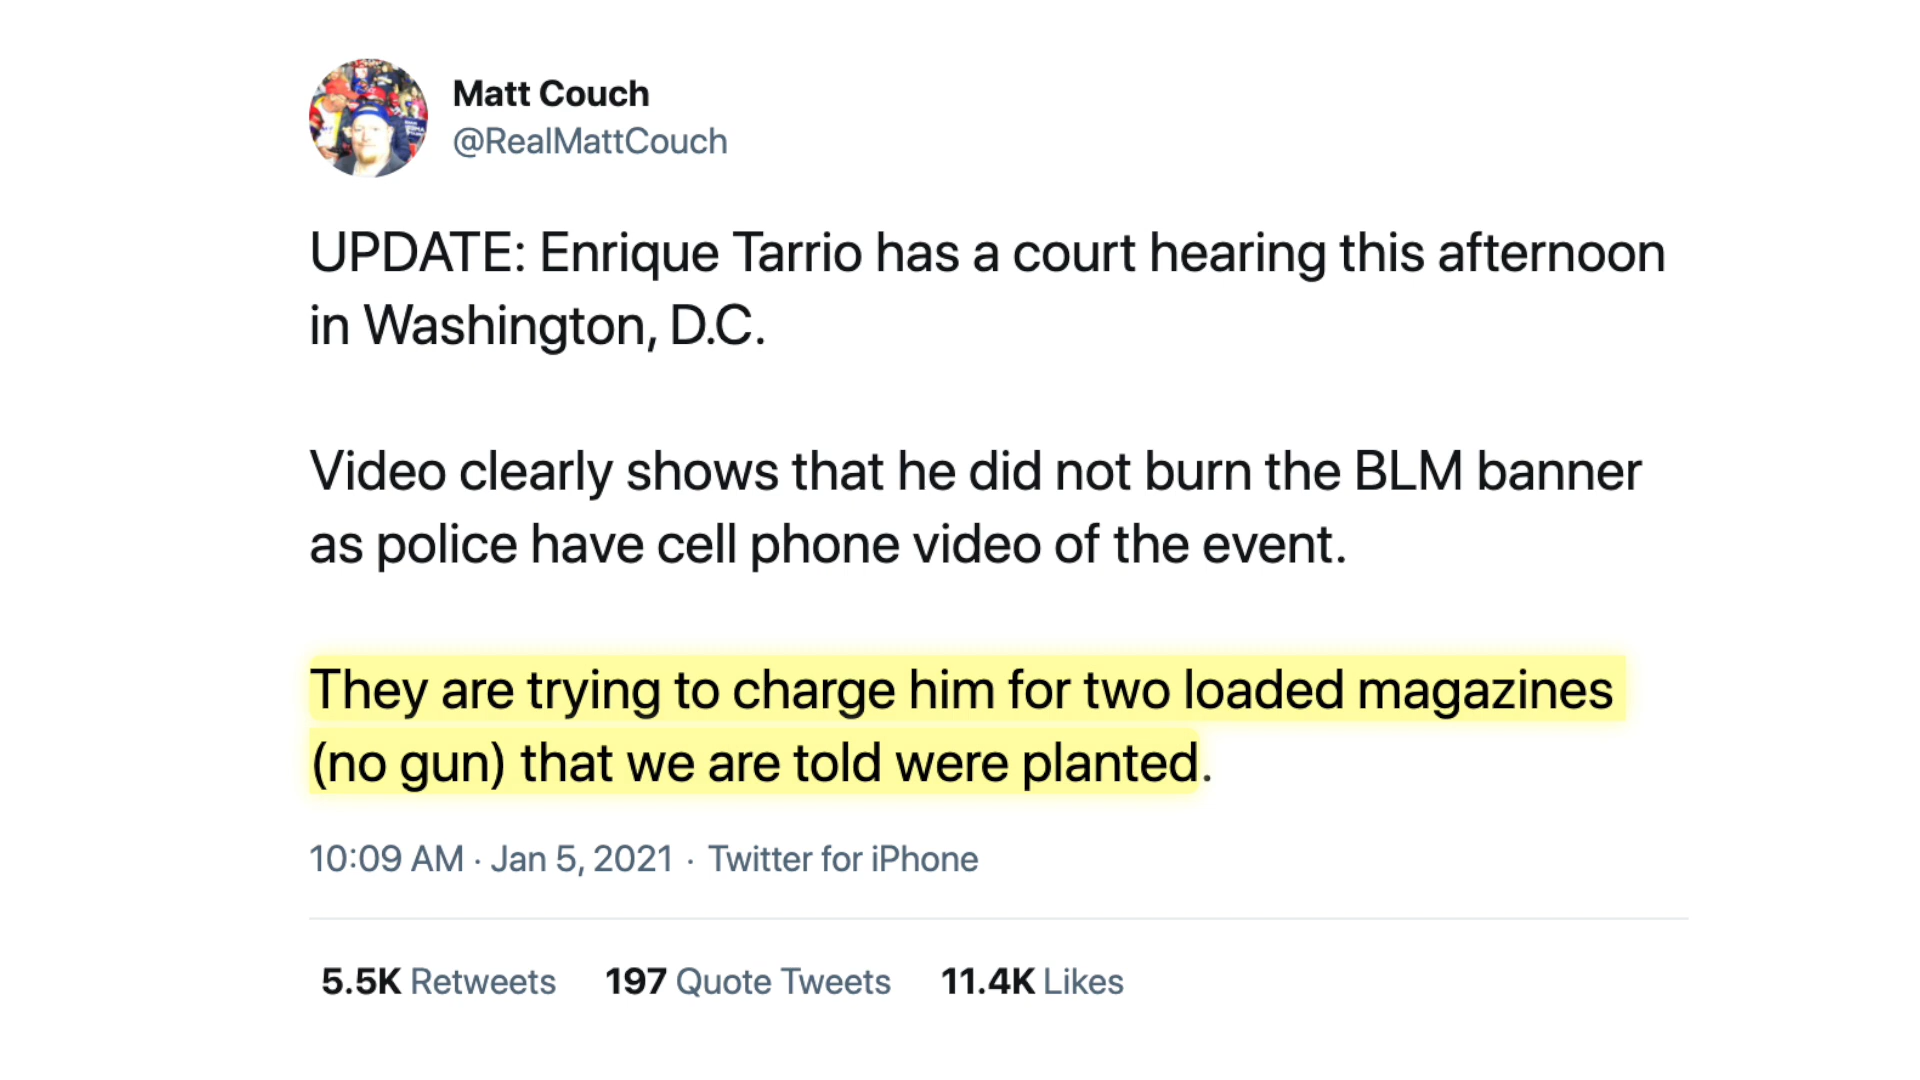 Matt Couch
@RealMattCouch
UPDATE: Enrique Tarrio has a court hearing this afternoon
in Washington, D.C.
Video clearly shows that he did not burn the BLM banner
as police have cell phone video of the event.
They are trying to charge him for two loaded magazines
(no gun) that we are told were planted.
10:09 AM · Jan 5, 2021 · Twitter for iPhone
5.5K Retweets 197 Quote Tweets 11.4K Likes